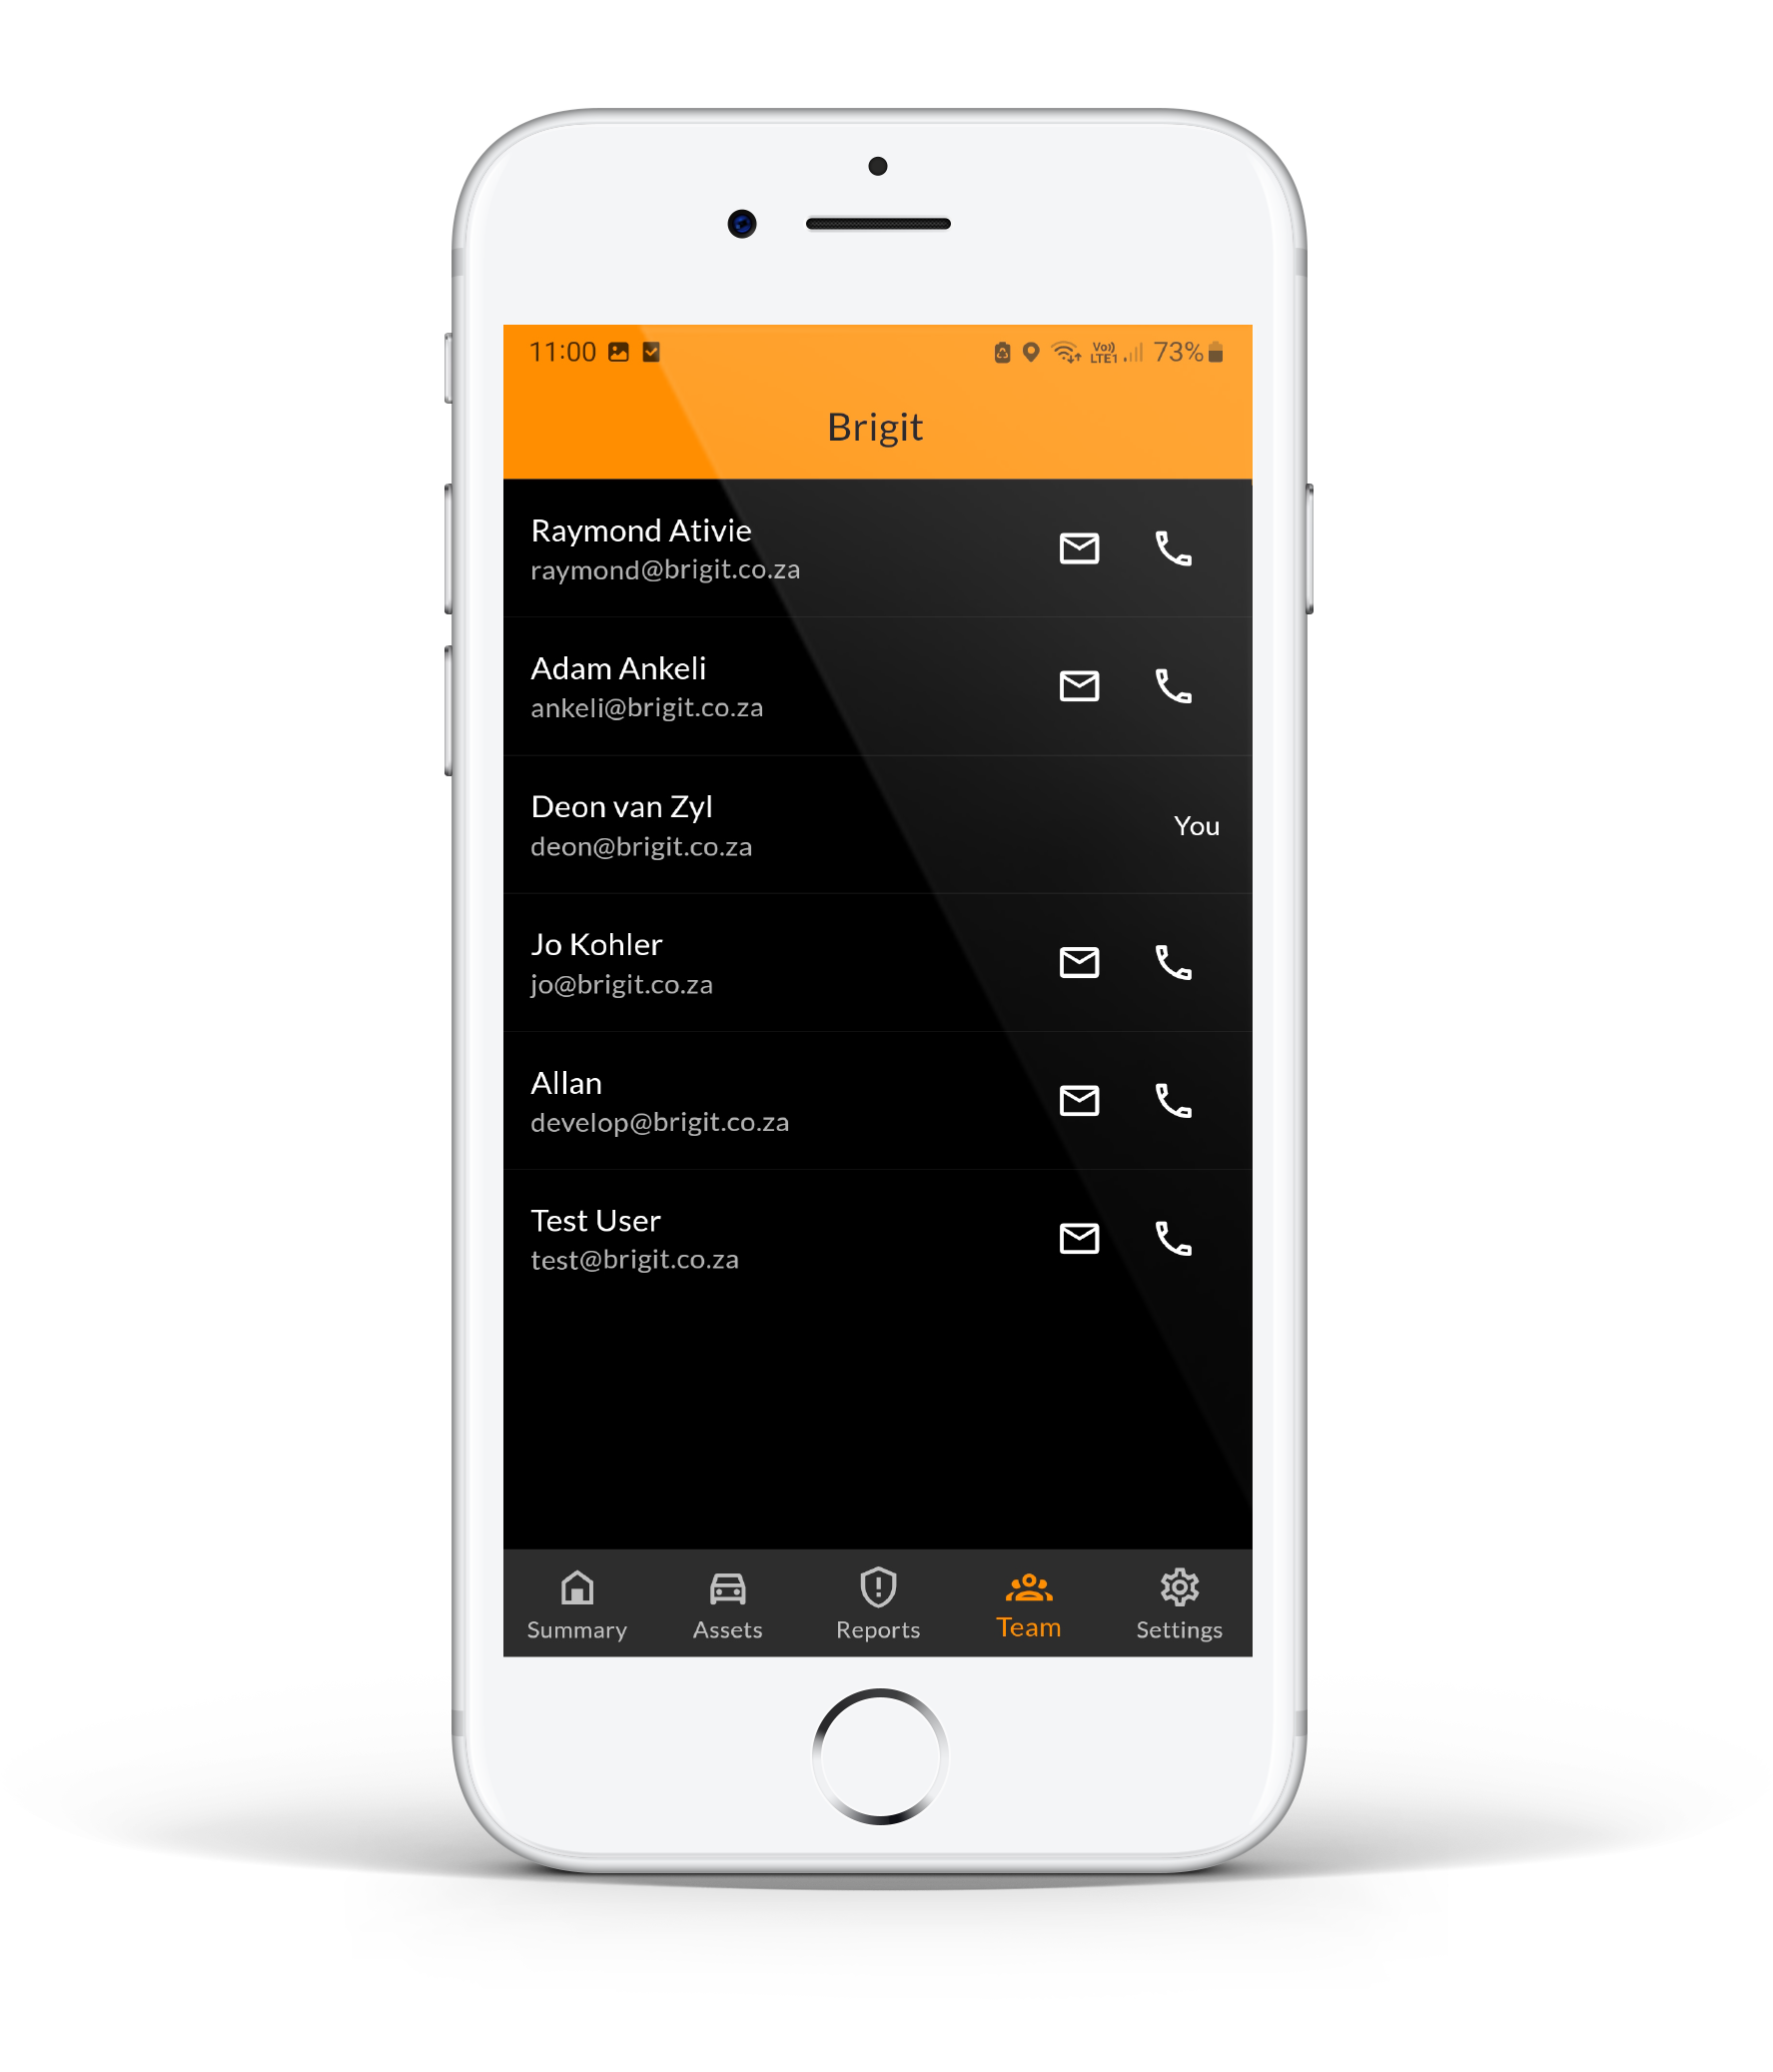 11:00 Vo)) LTE1 73%
Brigit
Raymond Ativie
raymond@brigit.co.za
Adam Ankeli
ankeli@brigit.co.za
Deon van Zyl
deon@brigit.co.za
You
Jo Kohler
jo@brigit.co.za
Allan
develop@brigit.co.za
Test User
test@brigit.co.za
Summary Assets Reports Team Settings